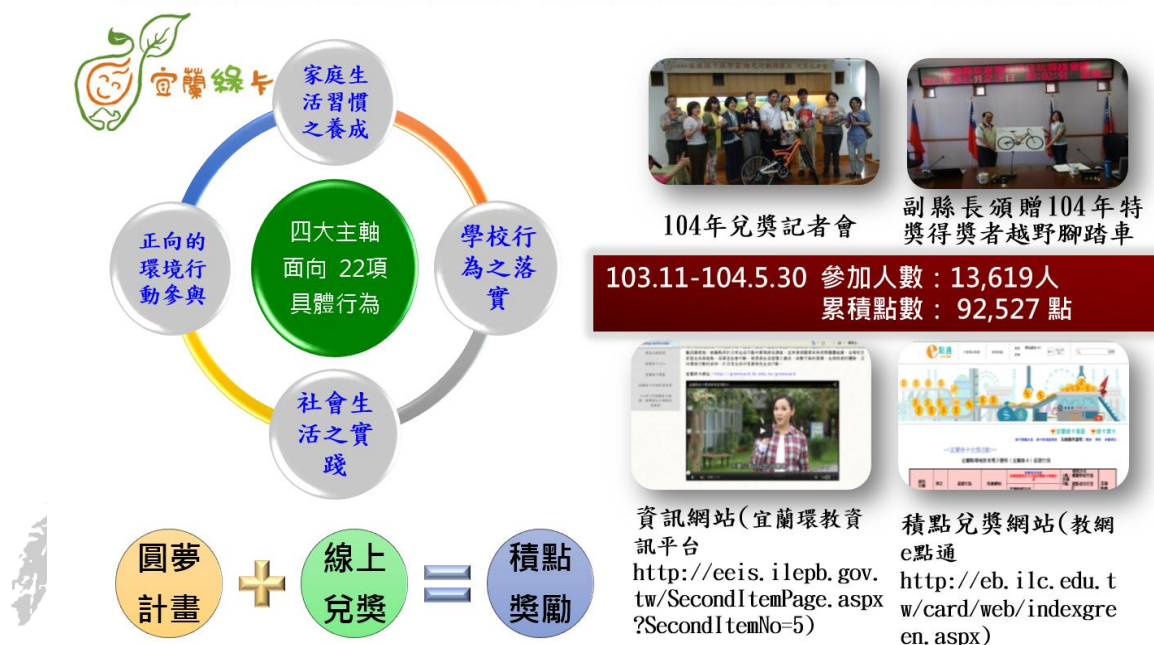 宜蘭綠卡
家庭生
活習慣
之養成
正向的
環境行
動參與
四大主軸
面向 22項
具體行為
學校行
為之落
實
社會生
活之實
踐
圓夢
計畫
線上
兌獎
積點
獎勵
104年兌獎記者會
副縣長頒贈104年特
獎得獎者越野腳踏車
103.11-104.5.30 參加人數：13,619人
累積點數： 92,527 點
e點通
資訊網站(宜蘭環教資
訊平台
http://eeis.ilepb.gov.
tw/SecondItemPage.aspx
?SecondItemNo=5)
積點兌獎網站(教網
e點通
http://eb.ilc.edu.t
w/card/web/indexgre
en.aspx)